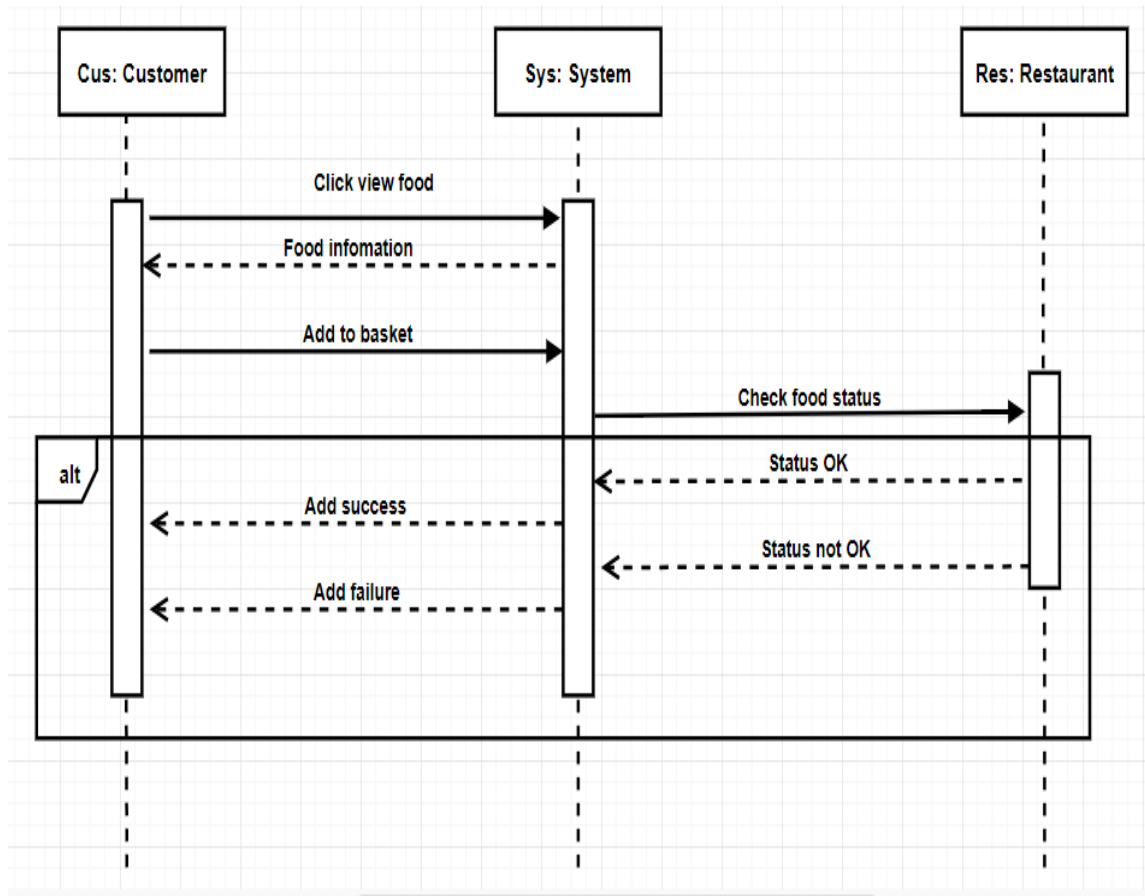 Cus: Customer
Sys: System
Res: Restaurant
Click view food
Food infomation
Add to basket
Check food status
alt
Status OK
Add success
Status not OK
Add failure